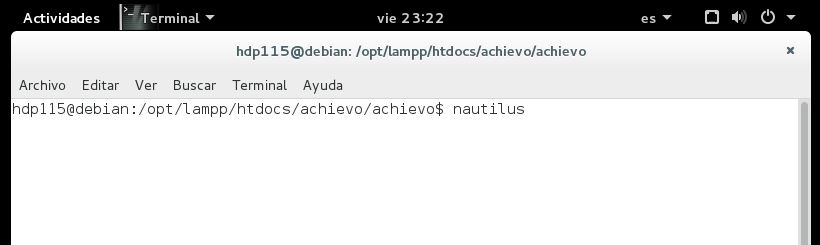 Actividades Terminal vie 23:22 es
hdp115@debian: /opt/lampp/htdocs/achievo/achievo
Archivo Editar Ver Buscar Terminal Ayuda
hdp115@debian:/opt/lampp/htdocs/achievo/achievo$ nautilus